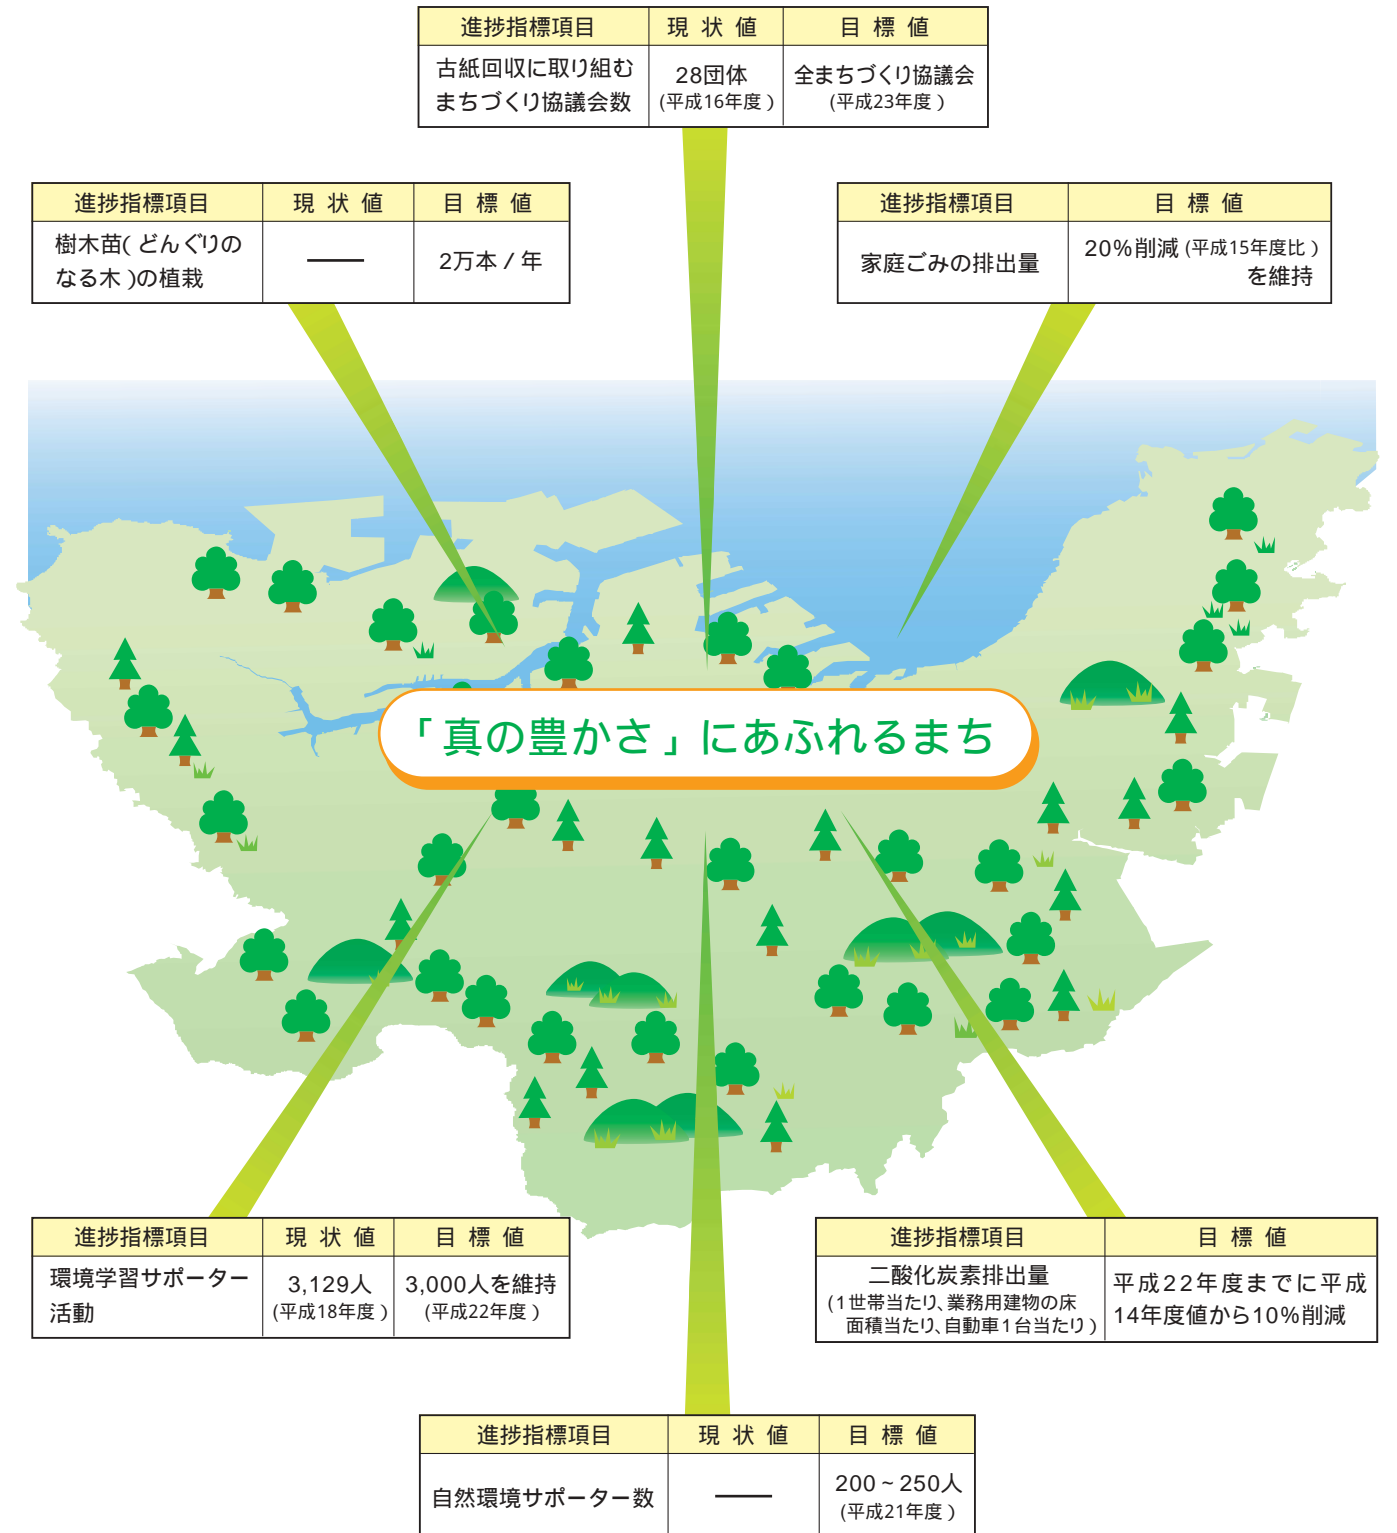 進捗指標項目 現状値 目標値
古紙回収に取り組む
まちづくり協議会数
28団体
(平成16年度)
全まちづくり協議会
(平成23年度)
進捗指標項目 現状値 目標値
樹木苗(どんぐりの
なる木)の植栽
——
2万本/年
進捗指標項目 目標値
家庭ごみの排出量
20%削減(平成15年度比)
を維持
「真の豊かさ」にあふれるまち
進捗指標項目 現状値 目標値
環境学習サポーター
活動
3,129人
(平成18年度)
3,000人を維持
(平成22年度)
進捗指標項目 目標値
二酸化炭素排出量
(1世帯当たり、業務用建物の床
面積当たり、自動車1台当たり)
平成22年度までに平成
14年度値から10%削減
進捗指標項目 現状値 目標値
自然環境サポーター数
——
200~250人
(平成21年度)